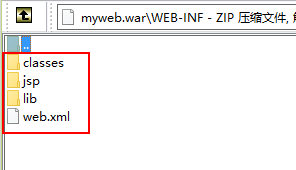 myweb.war\WEB-INF - ZIP 压缩文件,
..
classes
jsp
lib
web.xml